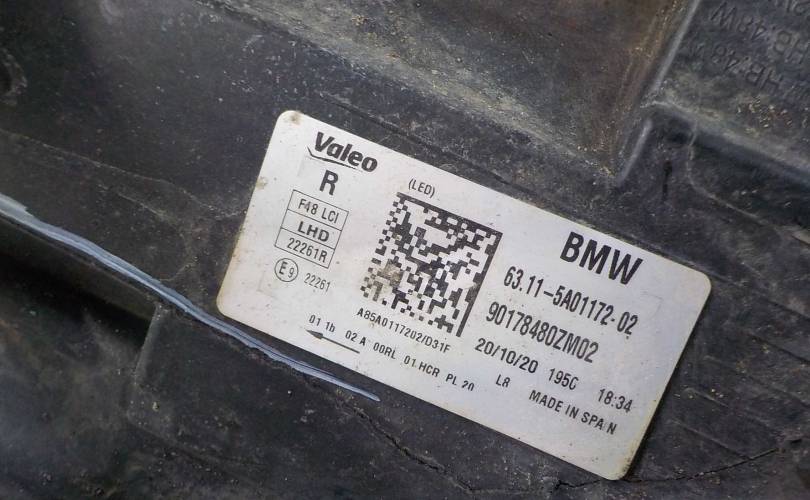 Valeo
R
(LED)
F48 LCI
LHD
22261R
E9 22261
BMW
63.11-5A01172-02
90178480ZM02
A85A0117202/D31F
20/10/20 195C 18:34
01 1b 02 A 00RL 01.HCR PL 20 LR MADE IN SPAIN